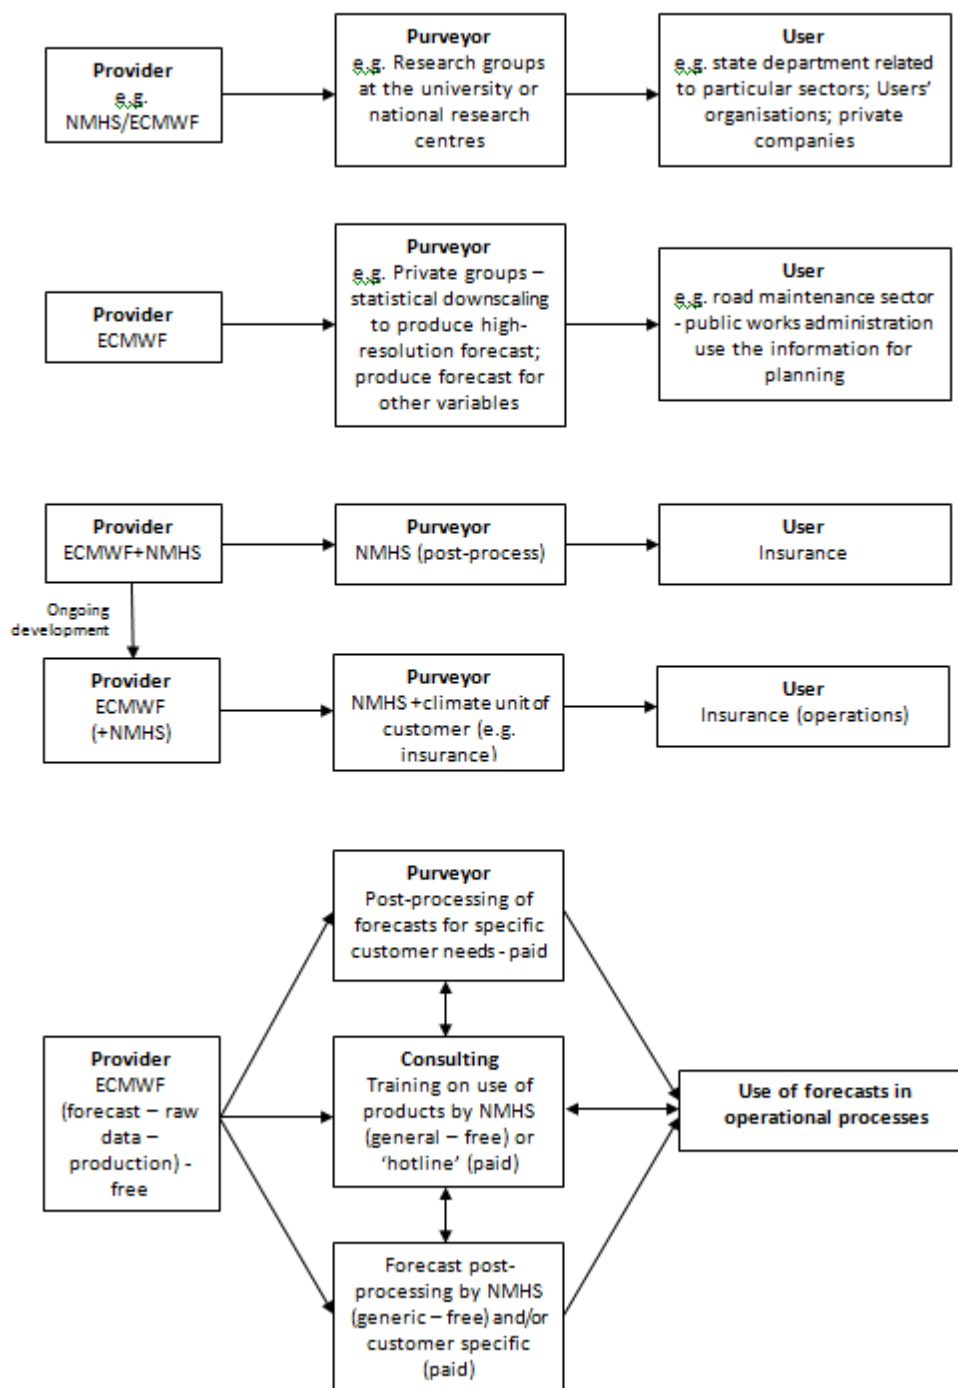 Provider
e.g.
NMHS/ECMWF
Purveyor
e.g. Research groups
at the university or
national research
centres
User
e.g. state department related
to particular sectors; Users'
organisations; private
companies
Provider
ECMWF
Purveyor
e.g. Private groups –
statistical downscaling
to produce high-
resolution forecast;
produce forecast for
other variables
User
e.g. road maintenance sector
- public works administration
use the information for
planning
Provider
ECMWF+NMHS
Purveyor
NMHS (post-process)
User
Insurance
Ongoing
development
Provider
ECMWF
(+NMHS)
Purveyor
NMHS +climate unit of
customer (e.g.
insurance)
User
Insurance (operations)
Purveyor
Post-processing of
forecasts for specific
customer needs - paid
Provider
ECMWF
(forecast – raw
data –
production) -
free
Consulting
Training on use of
products by NMHS
(general – free) or
‘hotline’ (paid)
Use of forecasts in
operational processes
Forecast post-
processing by NMHS
(generic – free) and/or
customer specific
(paid)